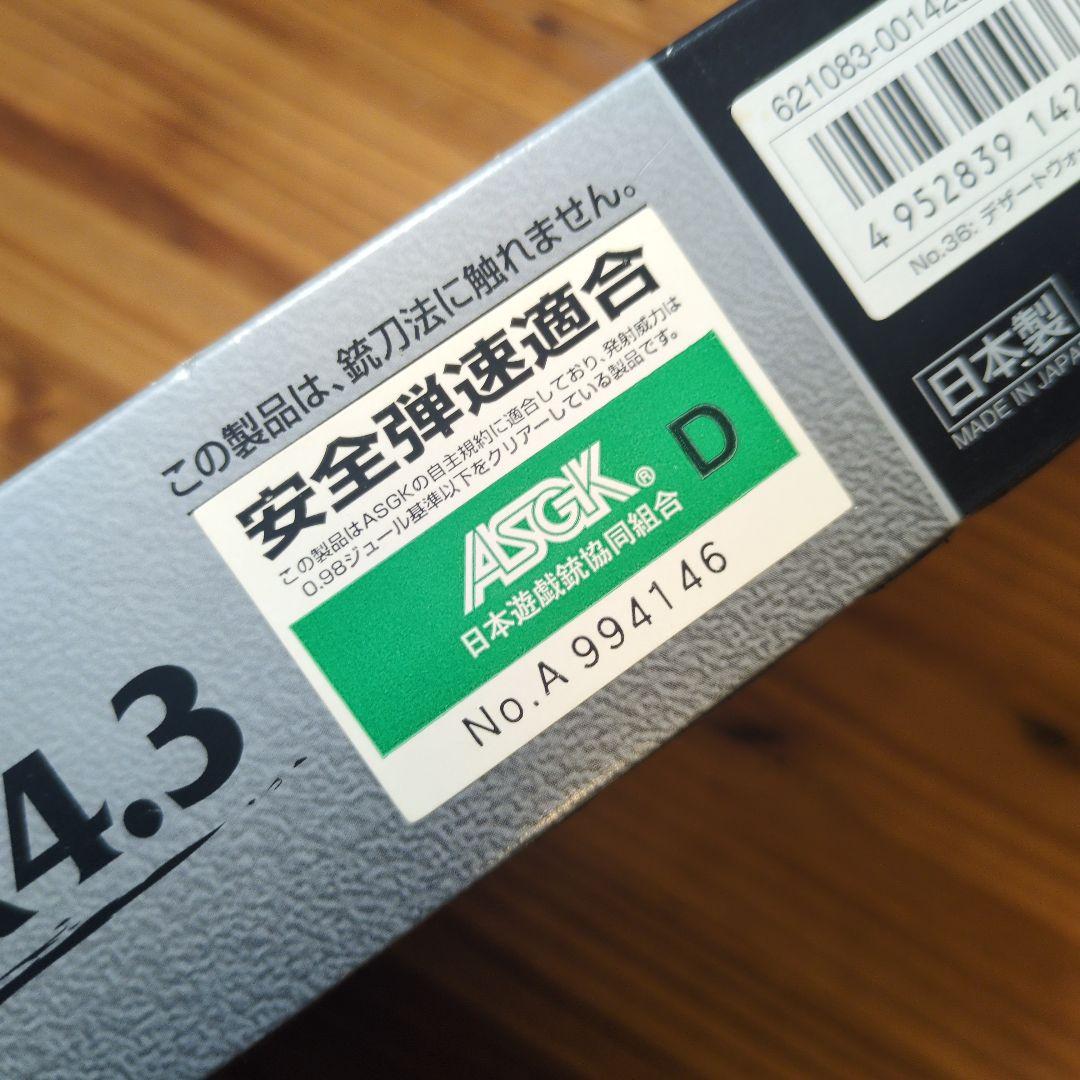 この製品は、銃刀法に触れません。
安全弾速適合
この製品はASGKの自主規約に適合しており、発射威力は
0.98ジュール基準以下をクリアーしている製品です。
ASGK® D
日本遊戯銃協同組合
No.A 994146
4.3
621083-00142
4 952839 142
No.36: デザートウォ
日本製
MADE IN JAPAN